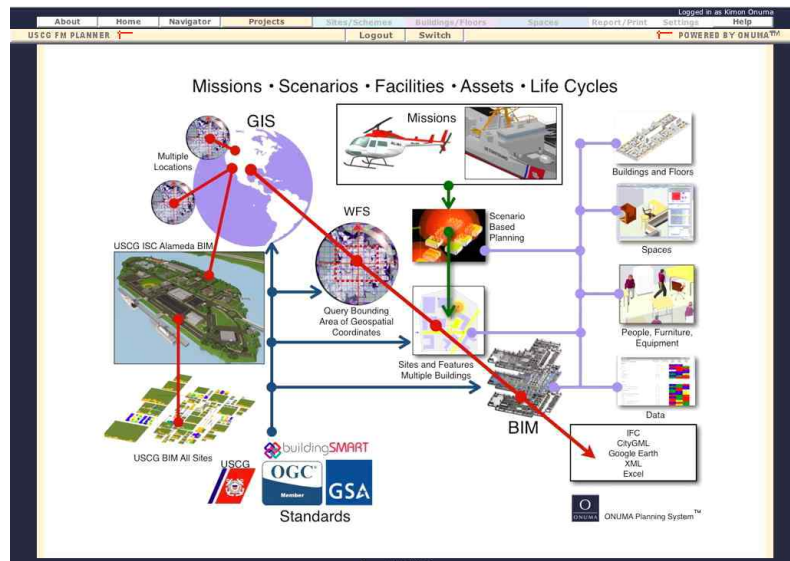 Logged in as Kimon Onuma
About Home Navigator Projects Sites/Schemes Buildings/Floors Spaces Report/Print Settings Help
USCG FM PLANNER Logout Switch POWERED BY ONUMA™
Missions • Scenarios • Facilities • Assets • Life Cycles
GIS
Multiple
Locations
Missions
Buildings and Floors
WFS
Scenario
Based
Planning
USCG ISC Alameda BIM
Spaces
Query Bounding
Area of Geospatial
Coordinates
People, Furniture,
Equipment
Sites and Features
Multiple Buildings
Data
BIM
USCG BIM All Sites
IFC
CityGML
Google Earth
XML
Excel
buildingSMART
USCG
OGC
Member
GSA
Standards
ONUMA
ONUMA Planning System™